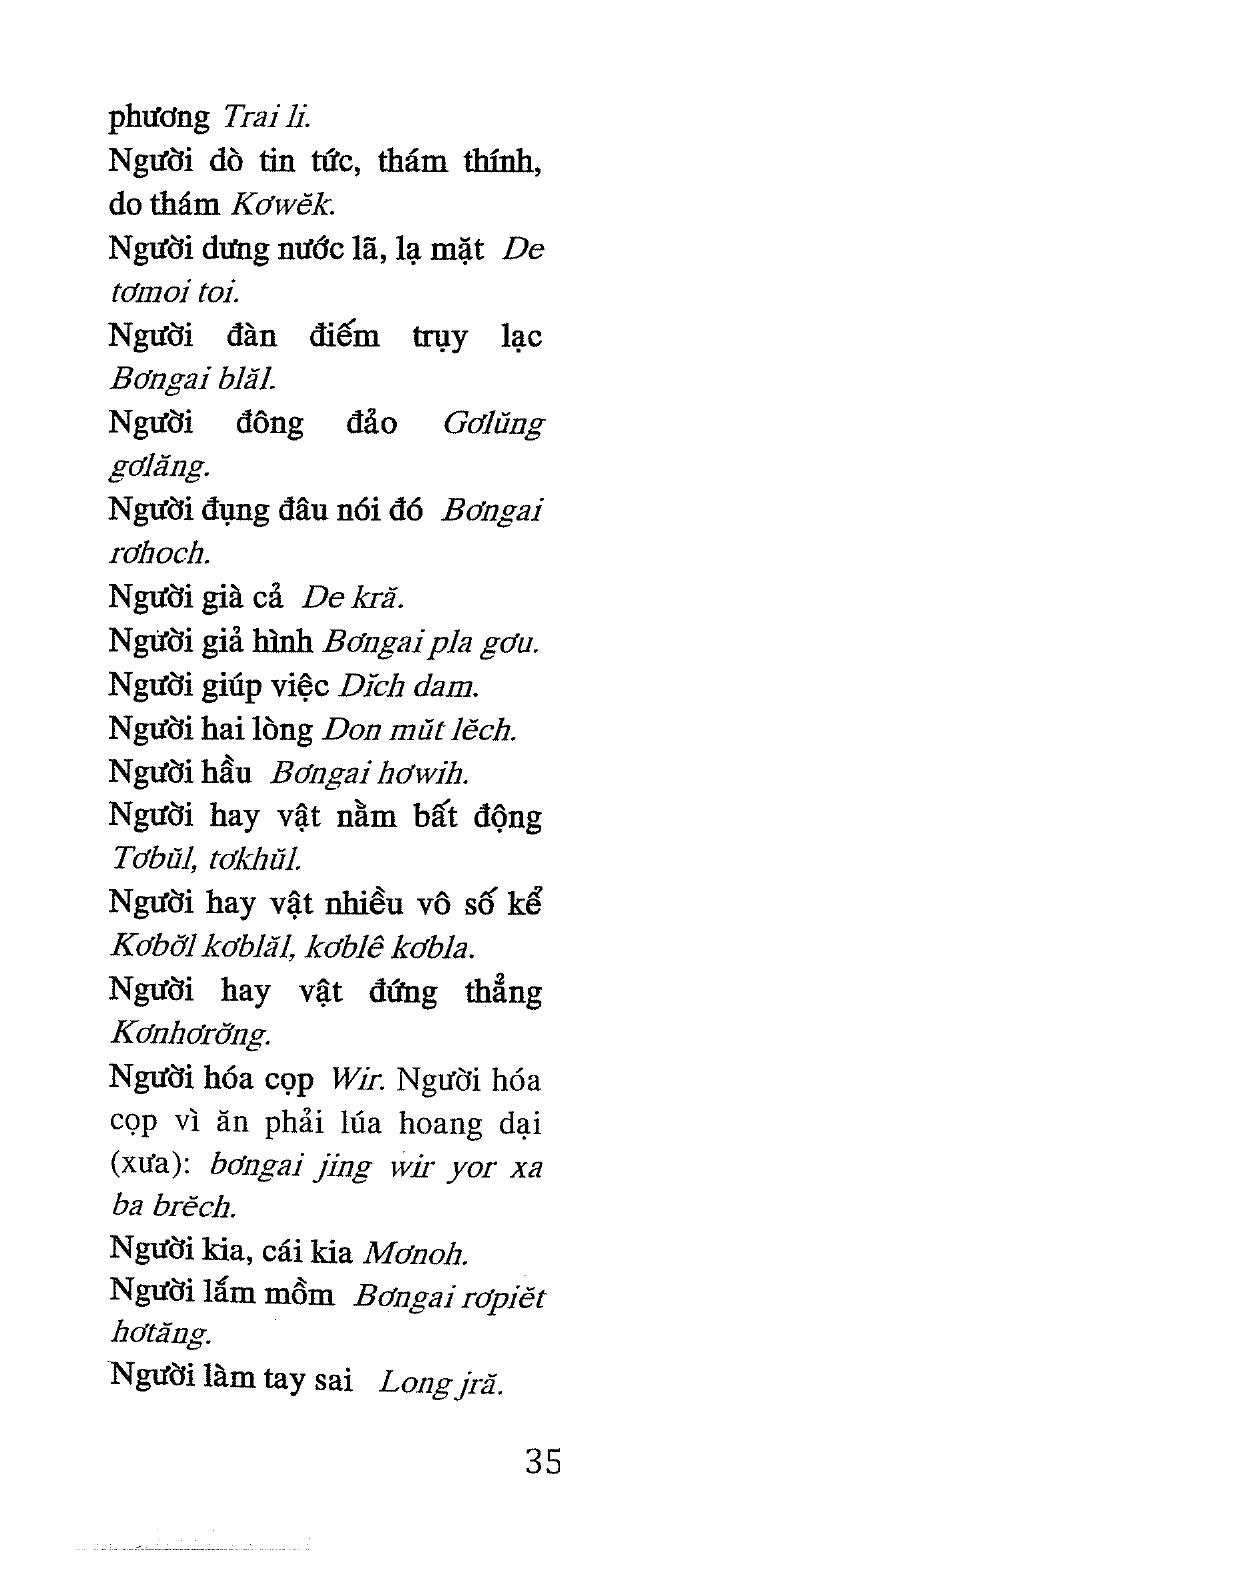 phương Trai li.
Người dò tin tức, thám thính,
do thám Kơwĕk.
Người dưng nước lã, lạ mặt De
tơmoi toi.
Người đàn điếm trụy lạc
Bơngai blăl.
Người đông đảo Gơlŭng
gơlăng.
Người đụng đâu nói đó Bơngai
rơhoch.
Người già cả De kră.
Người giả hình Bơngai pla gơu.
Người giúp việc Dĭch dam.
Người hai lòng Don mŭt lĕch.
Người hầu Bơngai hơwih.
Người hay vật nằm bất động
Tơbŭl, tơkhŭl.
Người hay vật nhiều vô số kể
Kơbơ̆l kơblăl, kơblê kơbla.
Người hay vật đứng thẳng
Kơnhơrơ̆ng.
Người hóa cọp Wir. Người hóa
cọp vì ăn phải lúa hoang dại
(xưa): bơngai jing wir yor xa
ba brĕch.
Người kia, cái kia Mơnoh.
Người lắm mồm Bơngai rơpiĕt
hơtăng.
Người làm tay sai Long jră.
35